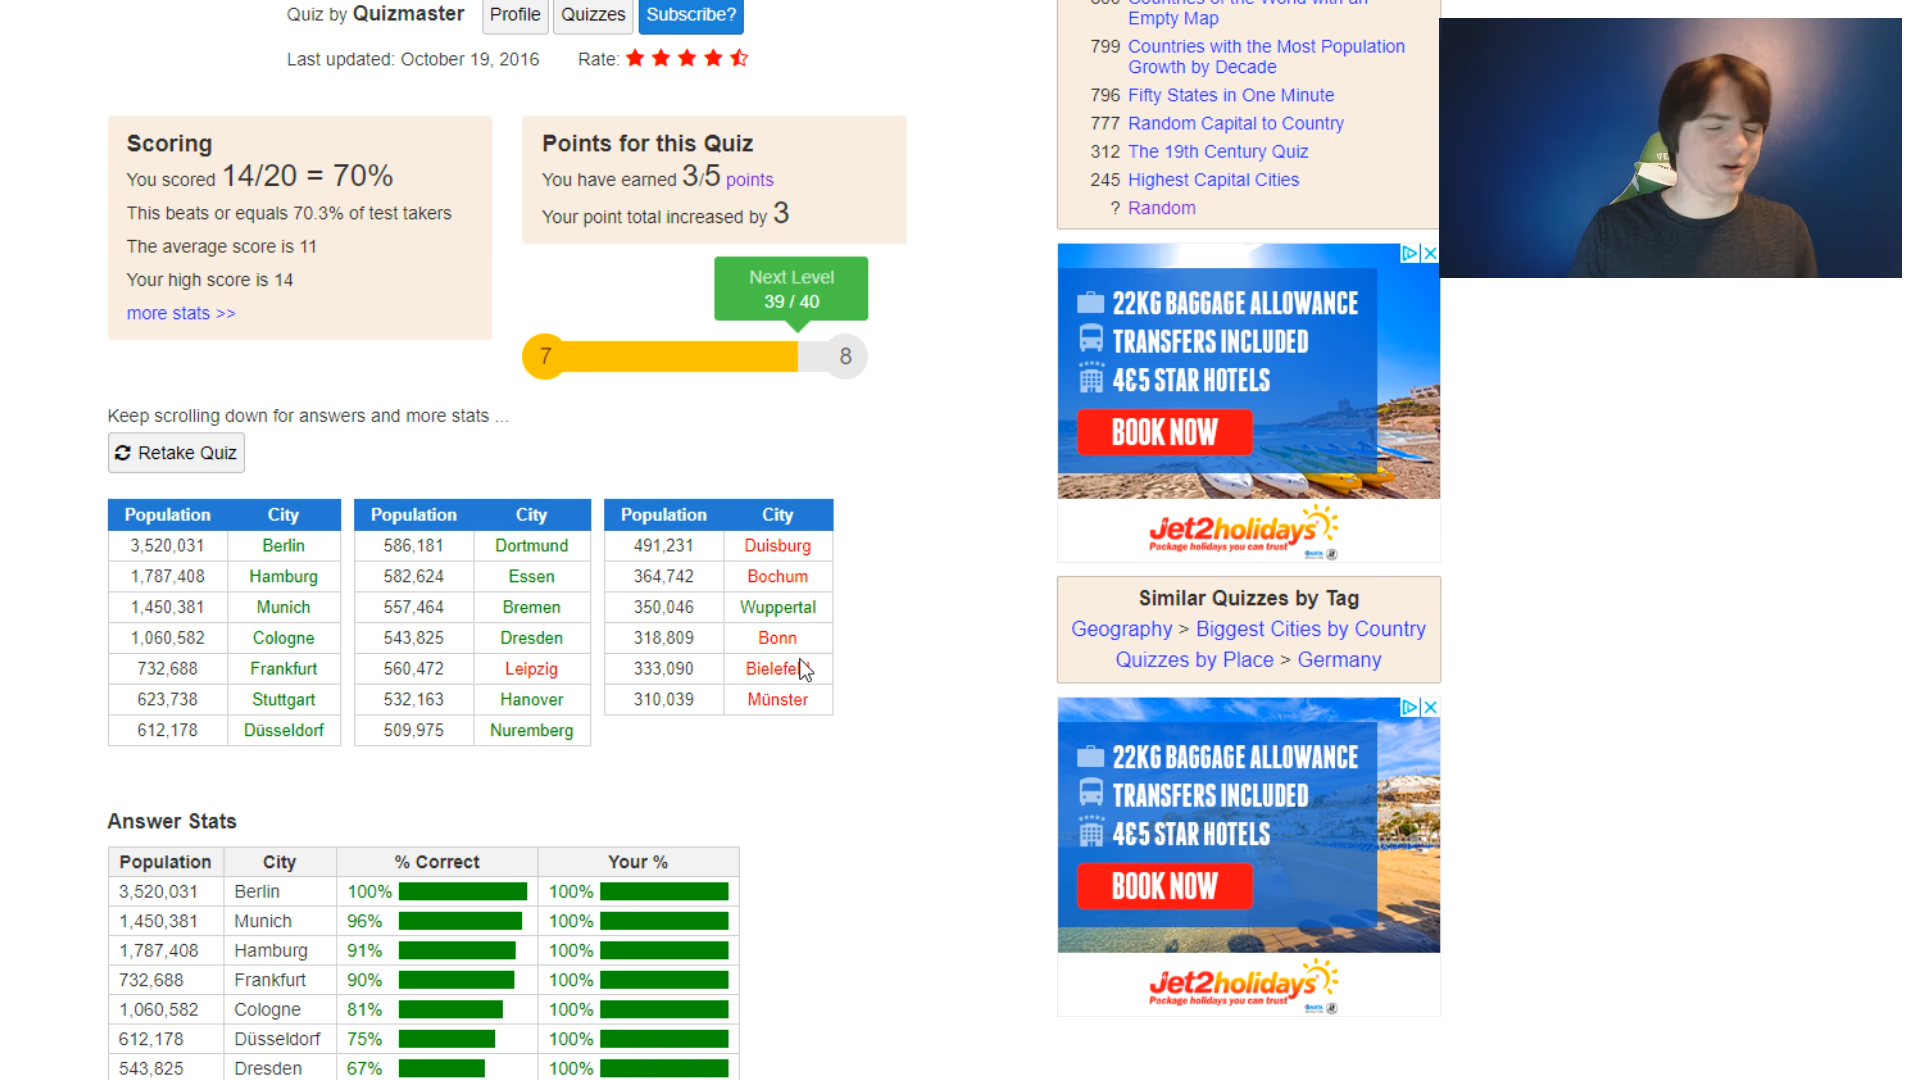 Quiz by Quizmaster Profile Quizzes Subscribe?
Last updated: October 19, 2016 Rate:
Scoring
You scored 14/20 = 70%
This beats or equals 70.3% of test takers
The average score is 11
Your high score is 14
more stats >>
Points for this Quiz
You have earned 3/5 points
Your point total increased by 3
Next Level
39 / 40
7 8
Keep scrolling down for answers and more stats ...
Retake Quiz
Population City
3,520,031 Berlin
1,787,408 Hamburg
1,450,381 Munich
1,060,582 Cologne
732,688 Frankfurt
623,738 Stuttgart
612,178 Düsseldorf
Population City
586,181 Dortmund
582,624 Essen
557,464 Bremen
543,825 Dresden
560,472 Leipzig
532,163 Hanover
509,975 Nuremberg
Population City
491,231 Duisburg
364,742 Bochum
350,046 Wuppertal
318,809 Bonn
333,090
310,039 Münster
Answer Stats
Population City % Correct Your %
3,520,031 Berlin 100% 100%
1,450,381 Munich 96% 100%
1,787,408 Hamburg 91% 100%
732,688 Frankfurt 90% 100%
1,060,582 Cologne 81% 100%
612,178 Düsseldorf 75% 100%
543,825 Dresden 67% 100%
Countries of the World with an
Empty Map
799 Countries with the Most Population
Growth by Decade
796 Fifty States in One Minute
777 Random Capital to Country
312 The 19th Century Quiz
245 Highest Capital Cities
? Random
22KG BAGGAGE ALLOWANCE
TRANSFERS INCLUDED
4&5 STAR HOTELS
BOOK NOW
Jet2holidays
Package holidays you can trust
Similar Quizzes by Tag
Geography > Biggest Cities by Country
Quizzes by Place > Germany
22KG BAGGAGE ALLOWANCE
TRANSFERS INCLUDED
4&5 STAR HOTELS
BOOK NOW
Jet2holidays
Package holidays you can trust